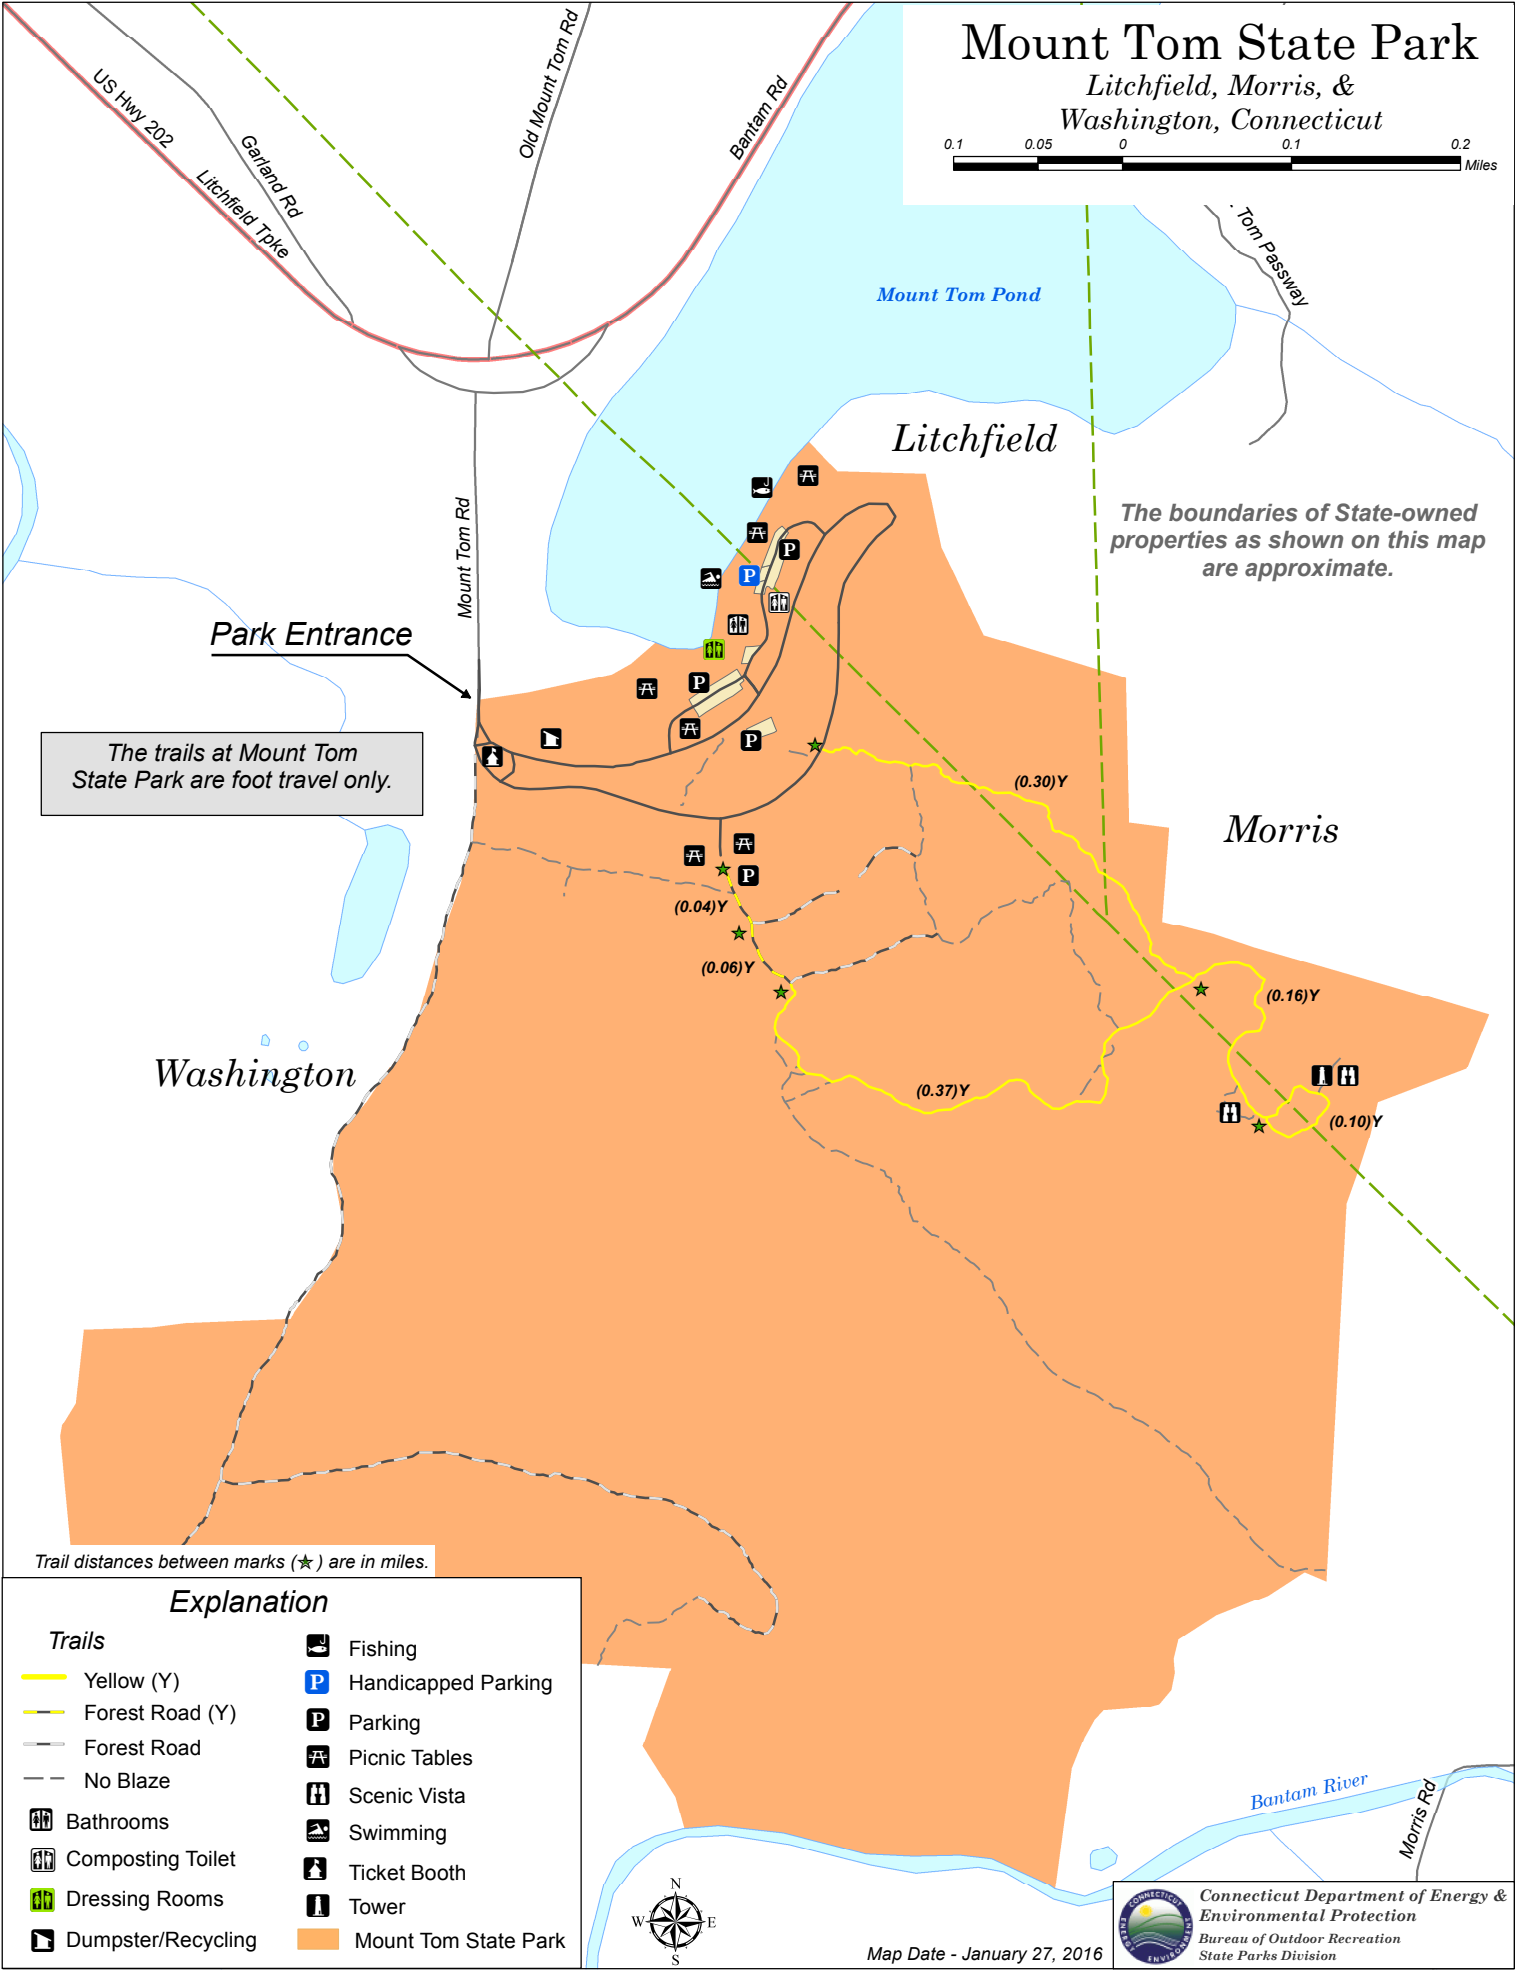 Mount Tom State Park
Litchfield, Morris, &
Washington, Connecticut
0.1 0.05 0 0.1 0.2
Miles
US Hwy 202
Litchfield Tpke
Garland Rd
Old Mount Tom Rd
Bantam Rd
. Tom Passway
Mount Tom Pond
Litchfield
The boundaries of State-owned
properties as shown on this map
are approximate.
Mount Tom Rd
Park Entrance
The trails at Mount Tom
State Park are foot travel only.
P
P
P
P
P
(0.30)Y
Morris
(0.04)Y
(0.06)Y
(0.16)Y
Washington
(0.37)Y
(0.10)Y
Trail distances between marks (★) are in miles.
Explanation
Trails
Yellow (Y)
Forest Road (Y)
Forest Road
No Blaze
Bathrooms
Composting Toilet
Dressing Rooms
Dumpster/Recycling
Fishing
P Handicapped Parking
P Parking
Picnic Tables
Scenic Vista
Swimming
Ticket Booth
Tower
Mount Tom State Park
N
W E
S
Bantam River
Morris Rd
Map Date - January 27, 2016
CONNECTICUT
ENERGY
ENVIRONMENT
Connecticut Department of Energy &
Environmental Protection
Bureau of Outdoor Recreation
State Parks Division